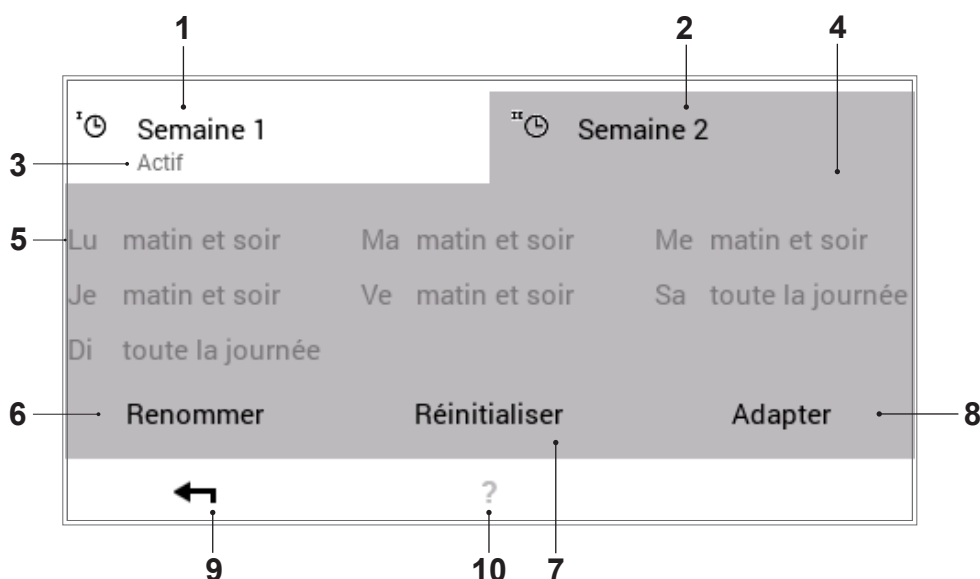 1 2 4
I Semaine 1 II Semaine 2
3 Actif
5 Lu matin et soir Ma matin et soir Me matin et soir
Je matin et soir Ve matin et soir Sa toute la journée
Di toute la journée
6 Renommer Réinitialiser Adapter 8
?
9 10 7